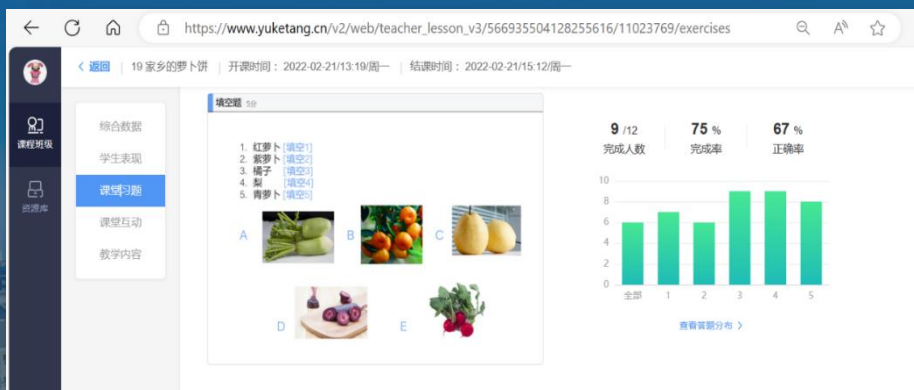 https://www.yuketang.cn/v2/web/teacher_lesson_v3/566935504128255616/11023769/exercises
< 返回 | 19 家乡的萝卜饼 | 开课时间：2022-02-21/13:19/周一 | 结课时间：2022-02-21/15:12/周一
课程班级
资源库
综合数据
学生表现
课堂习题
课堂互动
教学内容
填空题 5分
1. 红萝卜 [填空1]
2. 紫萝卜 [填空2]
3. 橘子 [填空3]
4. 梨 [填空4]
5. 青萝卜 [填空5]
A B C
D E
9 /12 75 % 67 %
完成人数 完成率 正确率
10
8
6
4
2
0
全部 1 2 3 4 5
查看答题分布 >